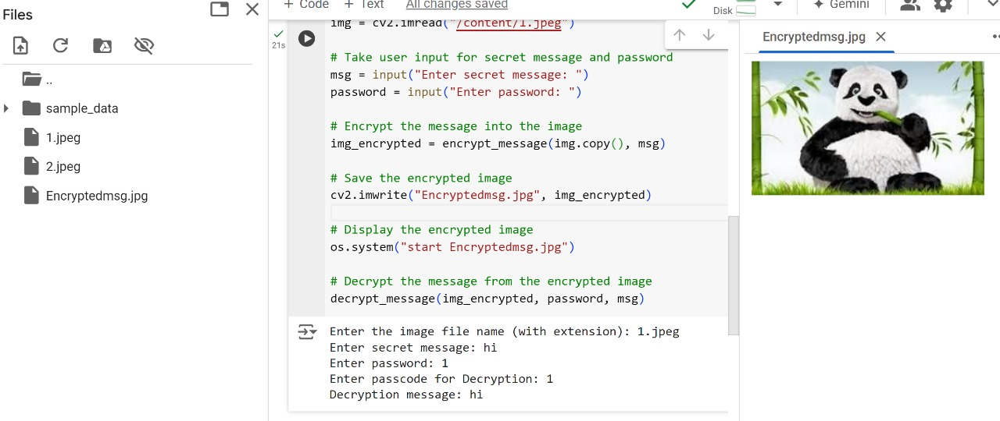 Files
..
sample_data
1.jpeg
2.jpeg
Encryptedmsg.jpg
+ Code + Text All changes saved
Disk
Gemini
21s
img = cv2.imread("/content/1.jpeg")
# Take user input for secret message and password
msg = input("Enter secret message: ")
password = input("Enter password: ")
# Encrypt the message into the image
img_encrypted = encrypt_message(img.copy(), msg)
# Save the encrypted image
cv2.imwrite("Encryptedmsg.jpg", img_encrypted)
# Display the encrypted image
os.system("start Encryptedmsg.jpg")
# Decrypt the message from the encrypted image
decrypt_message(img_encrypted, password, msg)
Enter the image file name (with extension): 1.jpeg
Enter secret message: hi
Enter password: 1
Enter passcode for Decryption: 1
Decryption message: hi
Encryptedmsg.jpg